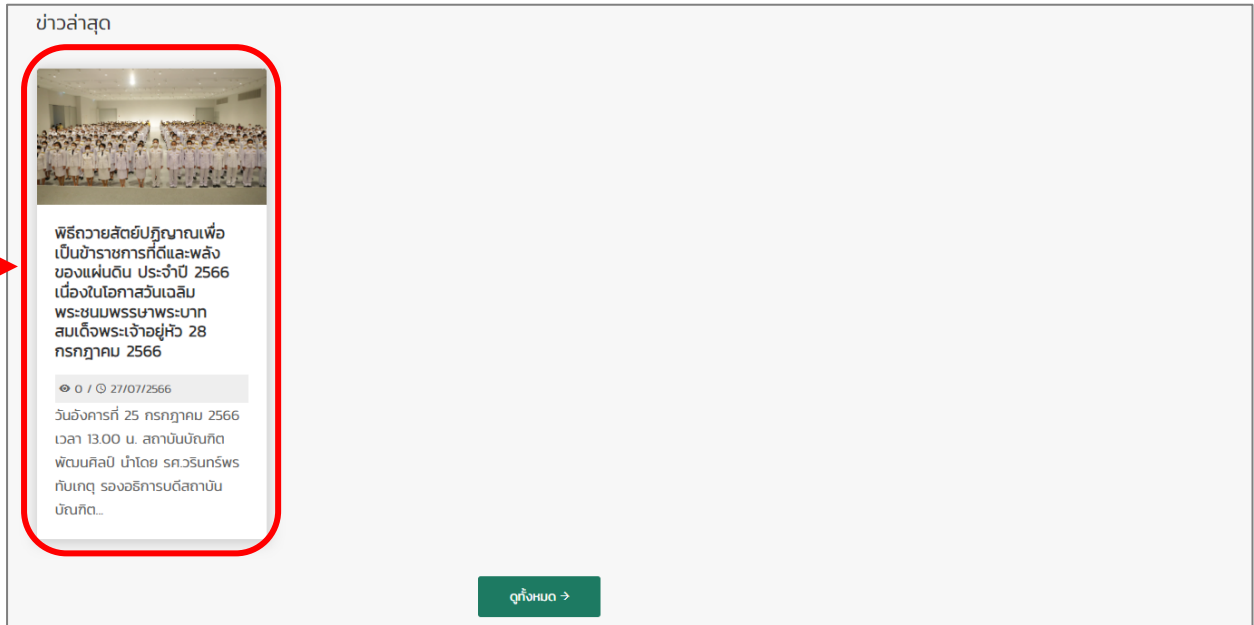 ข่าวล่าสุด
พิธีถวายสัตย์ปฏิญาณเพื่อ
เป็นข้าราชการที่ดีและพลัง
ของแผ่นดิน ประจำปี 2566
เนื่องในโอกาสวันเฉลิม
พระชนมพรรษาพระบาท
สมเด็จพระเจ้าอยู่หัว 28
กรกฎาคม 2566
0 / 27/07/2566
วันอังคารที่ 25 กรกฎาคม 2566
เวลา 13.00 น. สถาบันบัณฑิต
พัฒนศิลป์ นำโดย รศ.วรินทร์พร
ทับเกตุ รองอธิการบดีสถาบัน
บัณฑิต...
ดูทั้งหมด →